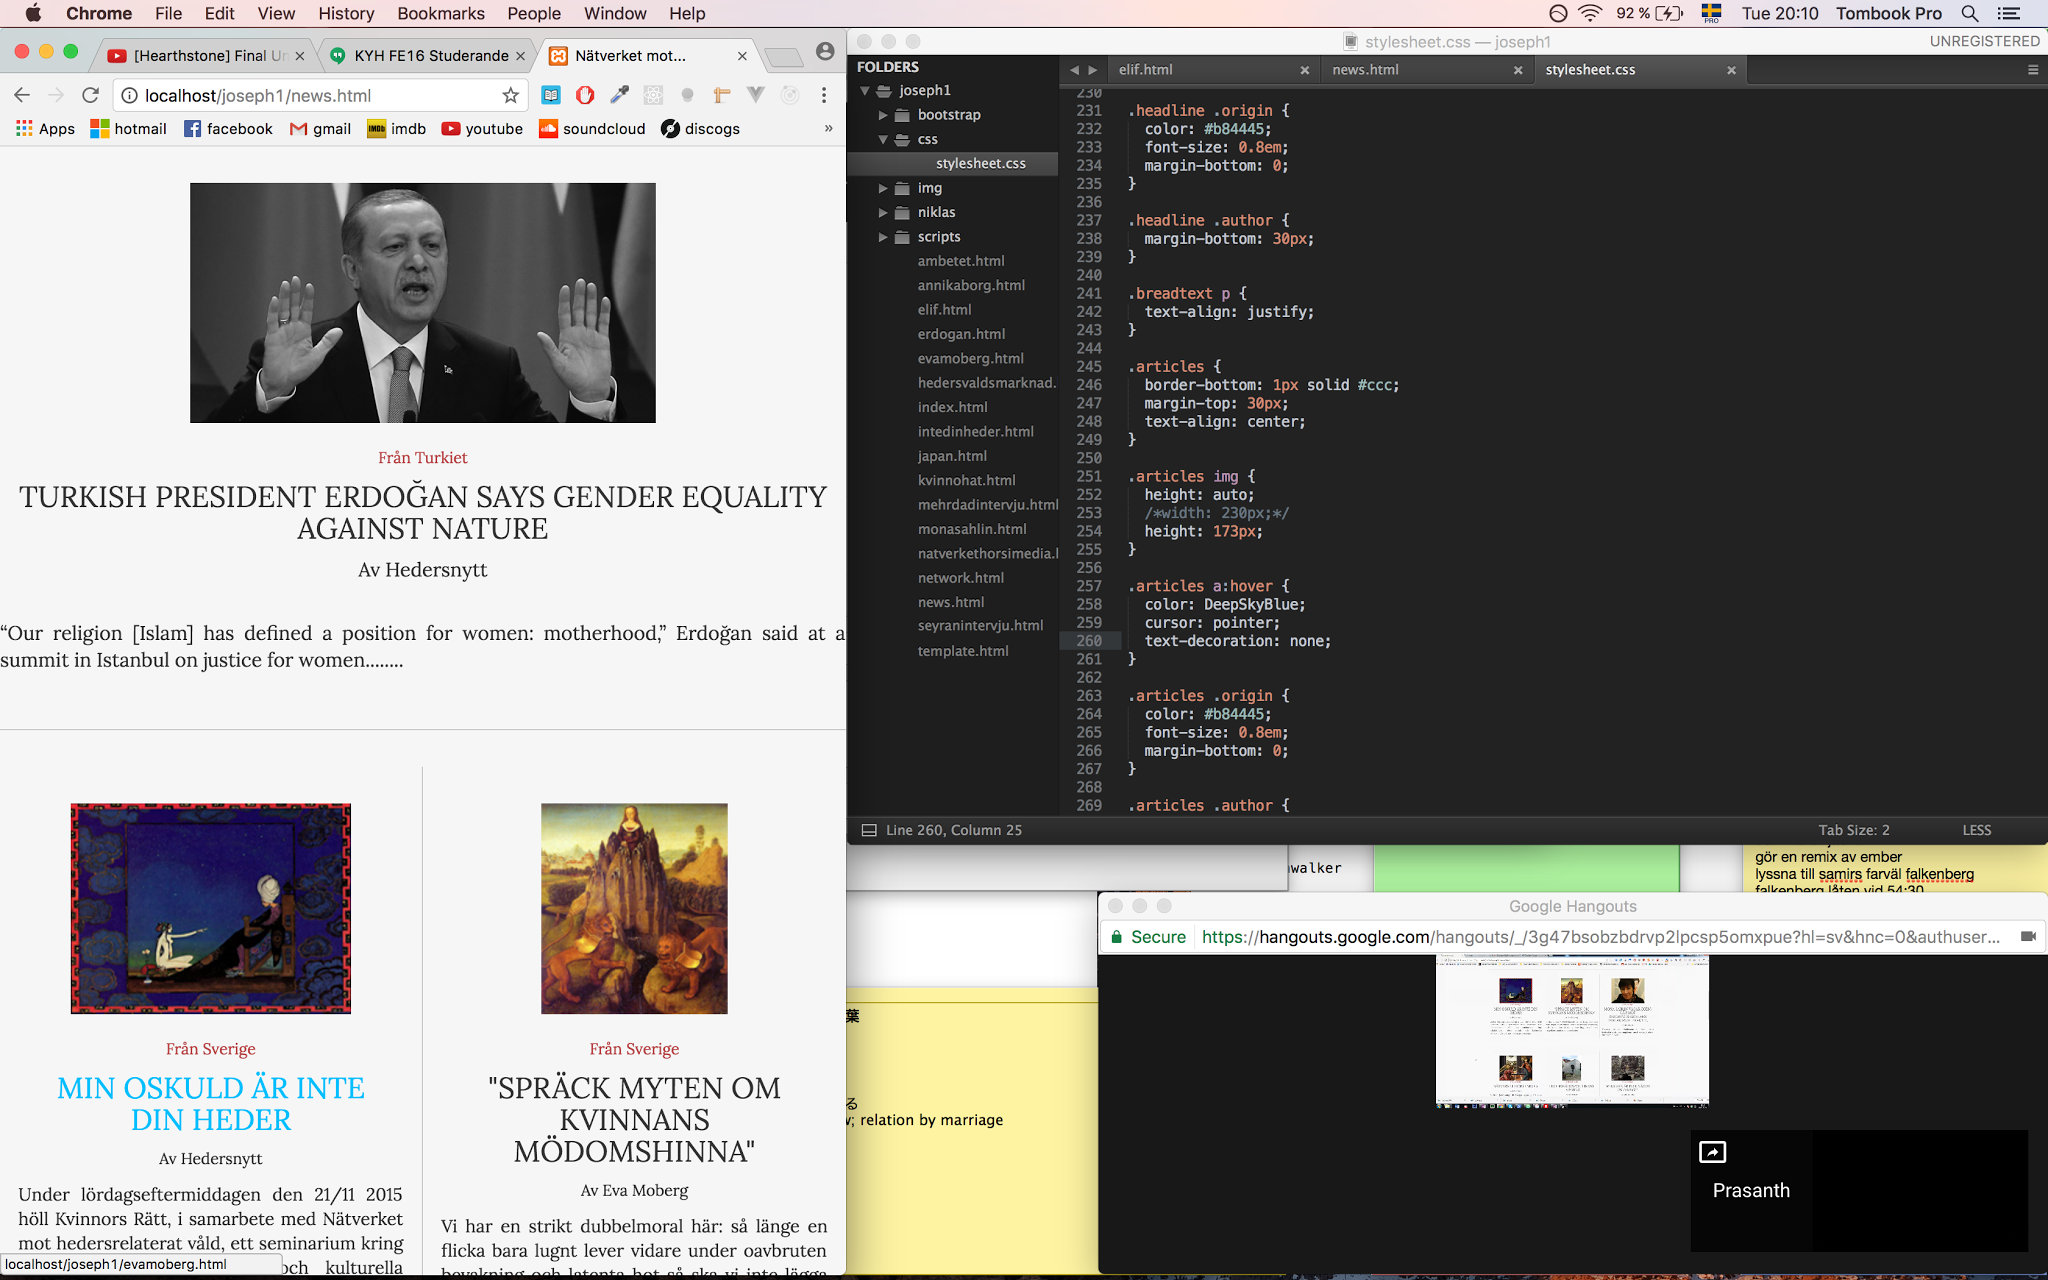 Chrome File Edit View History Bookmarks People Window Help
92 % PRO Tue 20:10 Tombook Pro
[Hearthstone] Final Un
KYH FE16 Studerande
Nätverket mot...
localhost/joseph1/news.html
Apps hotmail facebook gmail IMDb imdb youtube soundcloud discogs »
Från Turkiet
TURKISH PRESIDENT ERDOĞAN SAYS GENDER EQUALITY
AGAINST NATURE
Av Hedersnytt
“Our religion [Islam] has defined a position for women: motherhood,” Erdoğan said at a
summit in Istanbul on justice for women........
Från Sverige
MIN OSKULD ÄR INTE
DIN HEDER
Av Hedersnytt
Under lördagseftermiddagen den 21/11 2015
höll Kvinnors Rätt, i samarbete med Nätverket
mot hedersrelaterat våld, ett seminarium kring
och kulturella
localhost/joseph1/evamoberg.html
Från Sverige
"SPRÄCK MYTEN OM
KVINNANS
MÖDOMSHINNA"
Av Eva Moberg
Vi har en strikt dubbelmoral här: så länge en
flicka bara lugnt lever vidare under oavbruten
bevakning och latenta hot så ska vi inte lägga
stylesheet.css — joseph1
UNREGISTERED
FOLDERS
joseph1
bootstrap
css
stylesheet.css
img
niklas
scripts
ambetet.html
annikaborg.html
elif.html
erdogan.html
evamoberg.html
hedersvaldsmarknad.
index.html
intedinheder.html
japan.html
kvinnohat.html
mehrdadintervju.html
monasahlin.html
natverkethorsimedia.l
network.html
news.html
seyranintervju.html
template.html
elif.html news.html stylesheet.css
230
231 .headline .origin {
232 color: #b84445;
233 font-size: 0.8em;
234 margin-bottom: 0;
235 }
236
237 .headline .author {
238 margin-bottom: 30px;
239 }
240
241 .breadtext p {
242 text-align: justify;
243 }
244
245 .articles {
246 border-bottom: 1px solid #ccc;
247 margin-top: 30px;
248 text-align: center;
249 }
250
251 .articles img {
252 height: auto;
253 /*width: 230px;*/
254 height: 173px;
255 }
256
257 .articles a:hover {
258 color: DeepSkyBlue;
259 cursor: pointer;
260 text-decoration: none;
261 }
262
263 .articles .origin {
264 color: #b84445;
265 font-size: 0.8em;
266 margin-bottom: 0;
267 }
268
269 .articles .author {
Line 260, Column 25
Tab Size: 2 LESS
walker
gör en remix av ember
lyssna till samirs farväl falkenberg
falkenberg låten vid 54:30
葉
る
; relation by marriage
Google Hangouts
Secure https://hangouts.google.com/hangouts/_/3g47bsobzbdrvp2lpcsp5omxpue?hl=sv&hnc=0&authuser...
Prasanth